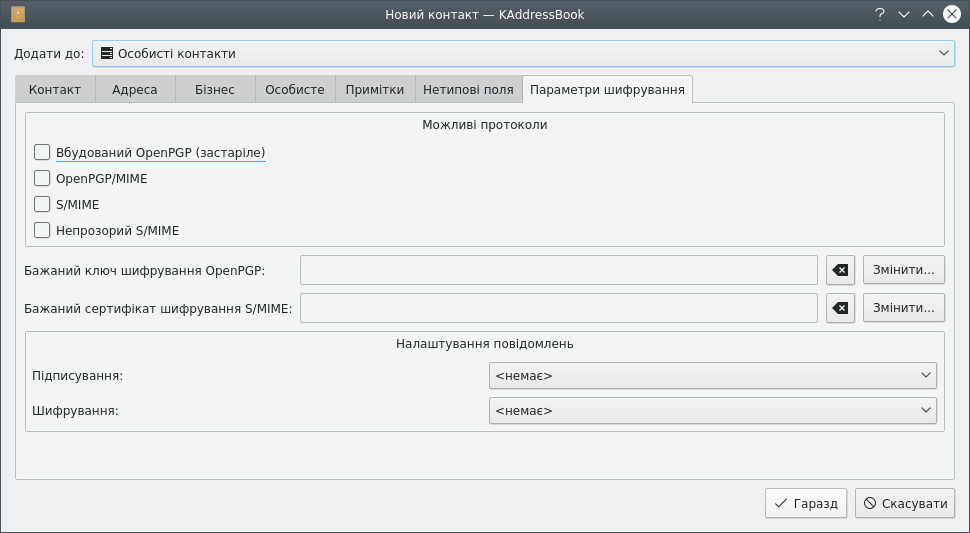 Новий контакт — KAddressBook
Додати до: Особисті контакти
Контакт Адреса Бізнес Особисте Примітки Нетипові поля Параметри шифрування
Можливі протоколи
Вбудований OpenPGP (застаріле)
OpenPGP/MIME
S/MIME
Непрозорий S/MIME
Бажаний ключ шифрування OpenPGP: Змінити...
Бажаний сертифікат шифрування S/MIME: Змінити...
Налаштування повідомлень
Підписування: <немає>
Шифрування: <немає>
Гаразд Скасувати